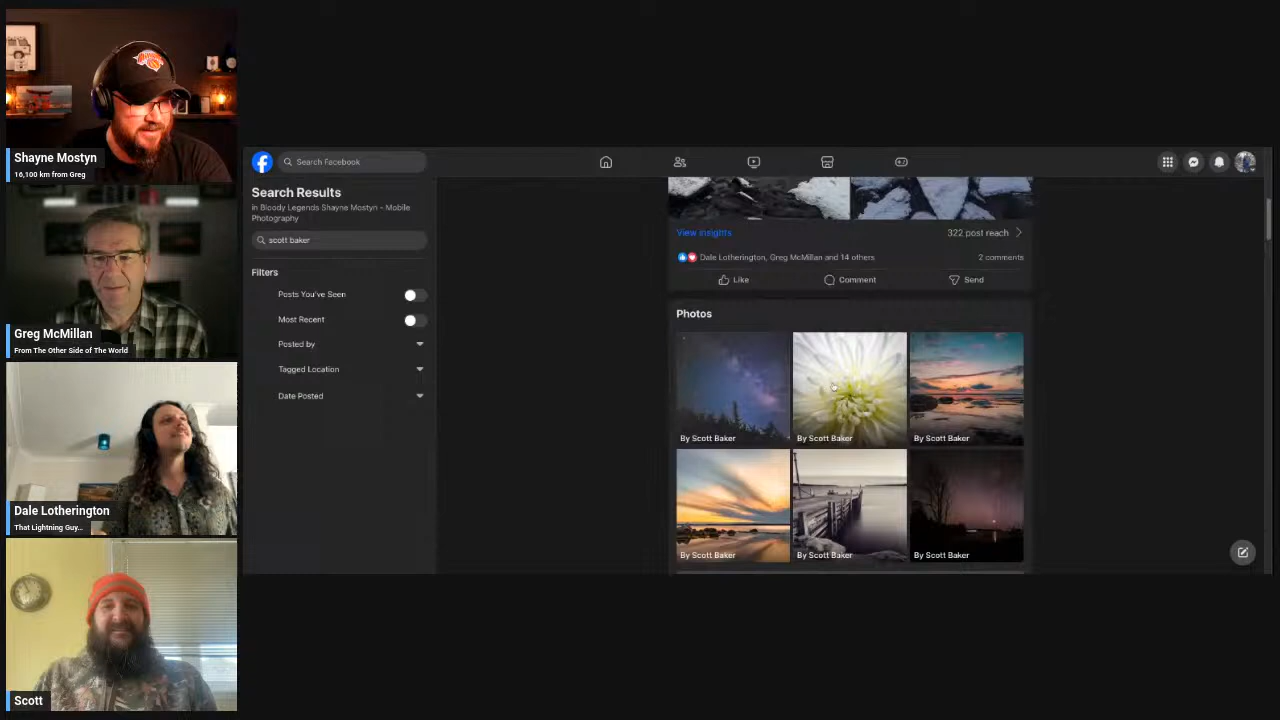 Shayne Mostyn
16,100 km from Greg
Greg McMillan
From The Other Side of The World
Dale Lotherington
That Lightning Guy...
Scott
Search Facebook
Search Results
in Bloody Legends Shayne Mostyn - Mobile
Photography
scott baker
Filters
Posts You've Seen
Most Recent
Posted by
Tagged Location
Date Posted
View insights
322 post reach
Dale Lotherington, Greg McMillan and 14 others
2 comments
Like
Comment
Send
Photos
By Scott Baker
By Scott Baker
By Scott Baker
By Scott Baker
By Scott Baker
By Scott Baker